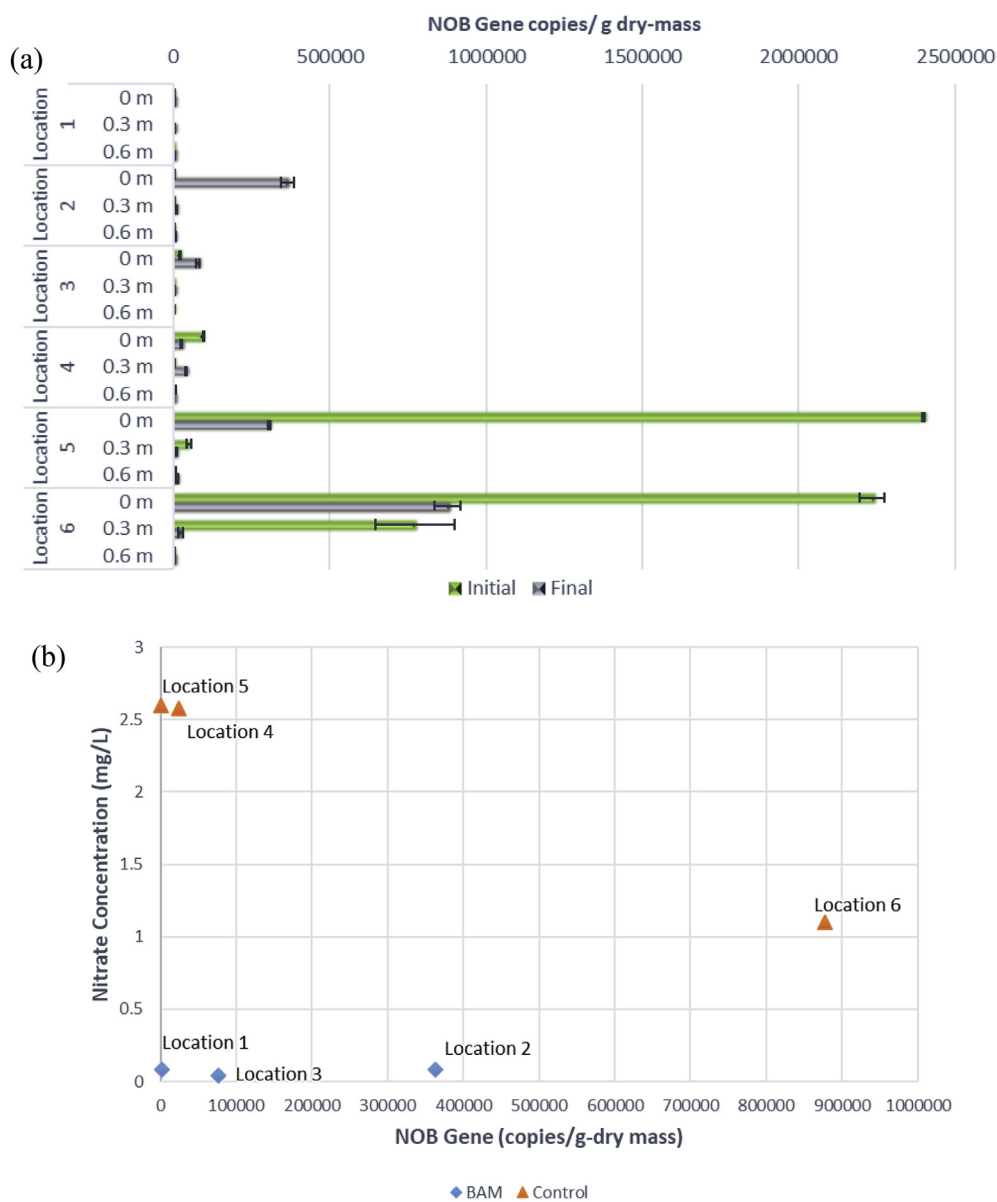 (a)
NOB Gene copies/ g dry-mass
0 500000 1000000 1500000 2000000 2500000
Location 1
0 m
0.3 m
0.6 m
Location 2
0 m
0.3 m
0.6 m
Location 3
0 m
0.3 m
0.6 m
Location 4
0 m
0.3 m
0.6 m
Location 5
0 m
0.3 m
0.6 m
Location 6
0 m
0.3 m
0.6 m
Initial Final
(b)
Nitrate Concentration (mg/L)
3
2.5
2
1.5
1
0.5
0
Location 5
Location 4
Location 6
Location 1
Location 2
Location 3
0 100000 200000 300000 400000 500000 600000 700000 800000 900000 1000000
NOB Gene (copies/g-dry mass)
BAM Control